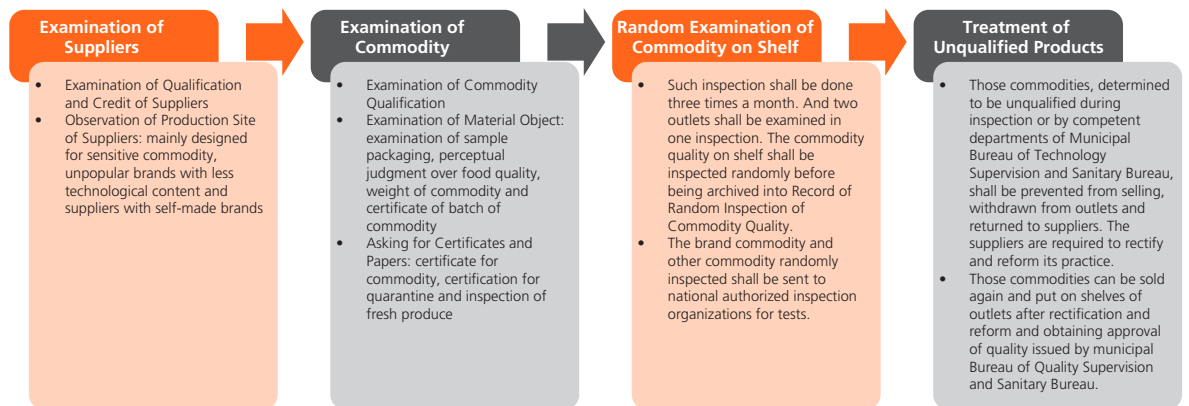 Examination of
Suppliers
• Examination of Qualification
and Credit of Suppliers
• Observation of Production Site
of Suppliers: mainly designed
for sensitive commodity,
unpopular brands with less
technological content and
suppliers with self-made brands
Examination of
Commodity
• Examination of Commodity
Qualification
• Examination of Material Object:
examination of sample
packaging, perceptual
judgment over food quality,
weight of commodity and
certificate of batch of
commodity
• Asking for Certificates and
Papers: certificate for
commodity, certification for
quarantine and inspection of
fresh produce
Random Examination of
Commodity on Shelf
• Such inspection shall be done
three times a month. And two
outlets shall be examined in
one inspection. The commodity
quality on shelf shall be
inspected randomly before
being archived into Record of
Random Inspection of
Commodity Quality.
• The brand commodity and
other commodity randomly
inspected shall be sent to
national authorized inspection
organizations for tests.
Treatment of
Unqualified Products
• Those commodities, determined
to be unqualified during
inspection or by competent
departments of Municipal
Bureau of Technology
Supervision and Sanitary Bureau,
shall be prevented from selling,
withdrawn from outlets and
returned to suppliers. The
suppliers are required to rectify
and reform its practice.
• Those commodities can be sold
again and put on shelves of
outlets after rectification and
reform and obtaining approval
of quality issued by municipal
Bureau of Quality Supervision
and Sanitary Bureau.